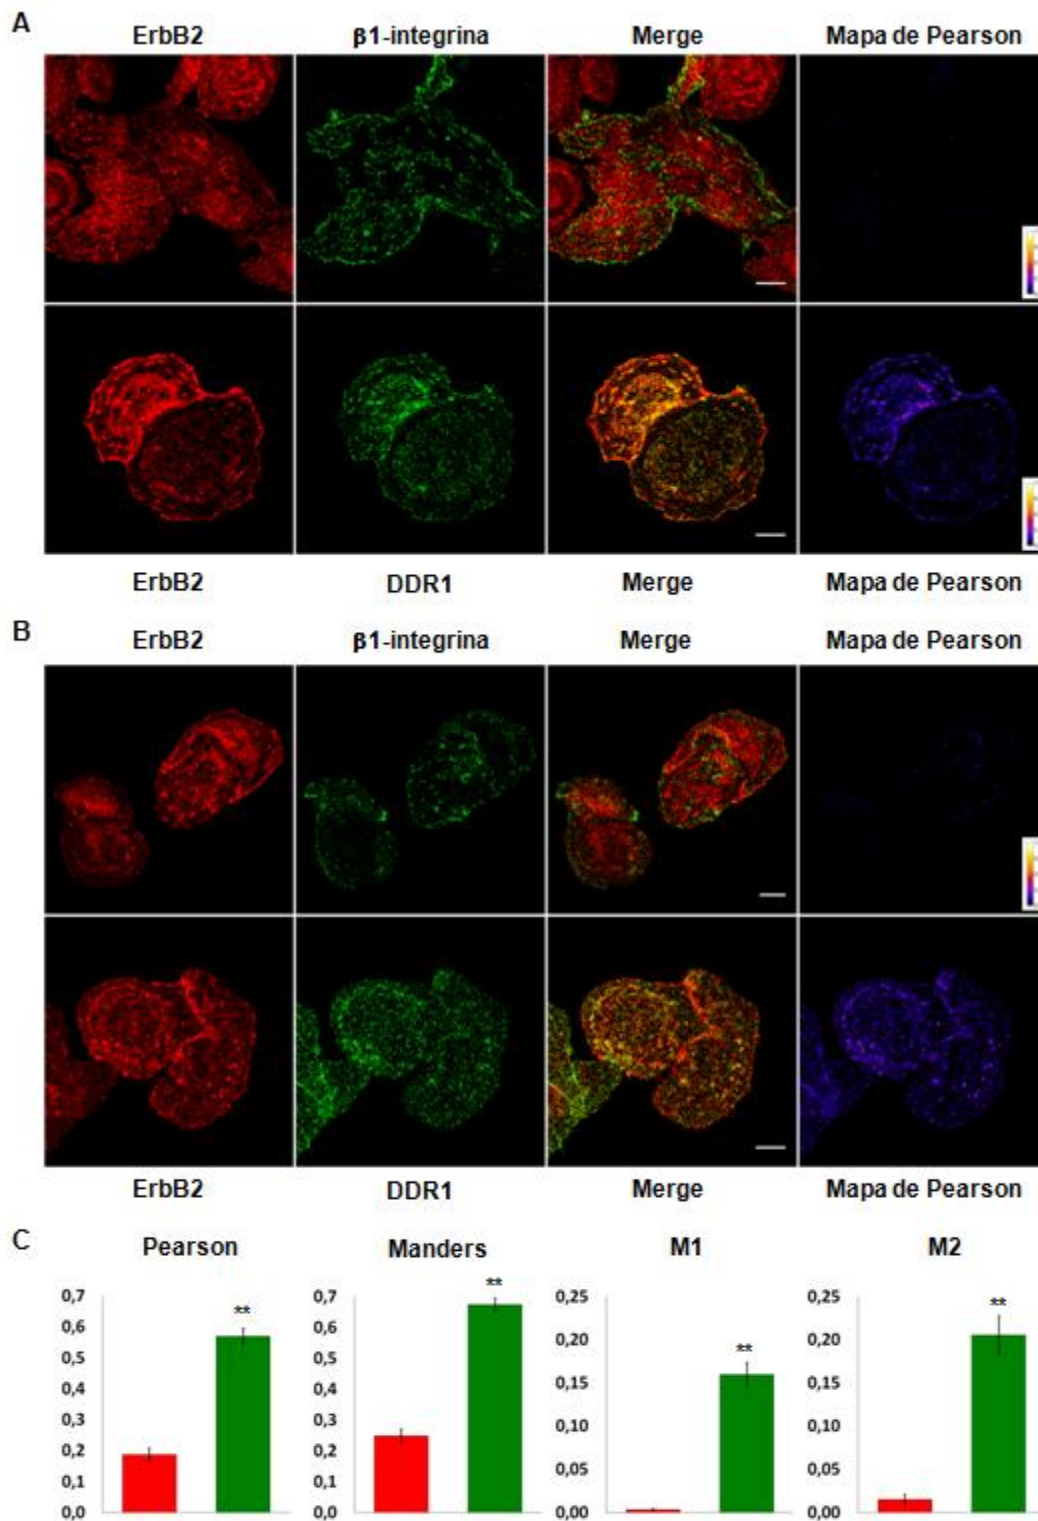 A
ErbB2 β1-integrina Merge Mapa de Pearson
ErbB2 DDR1 Merge Mapa de Pearson
B
ErbB2 β1-integrina Merge Mapa de Pearson
ErbB2 DDR1 Merge Mapa de Pearson
C
Pearson Manders M1 M2
** ** ** **
0,7 0,7 0,25 0,25
0,6 0,6 0,20 0,20
0,5 0,5 0,15 0,15
0,4 0,4 0,10 0,10
0,3 0,3 0,05 0,05
0,2 0,2 0,00 0,00
0,1 0,1
0,0 0,0